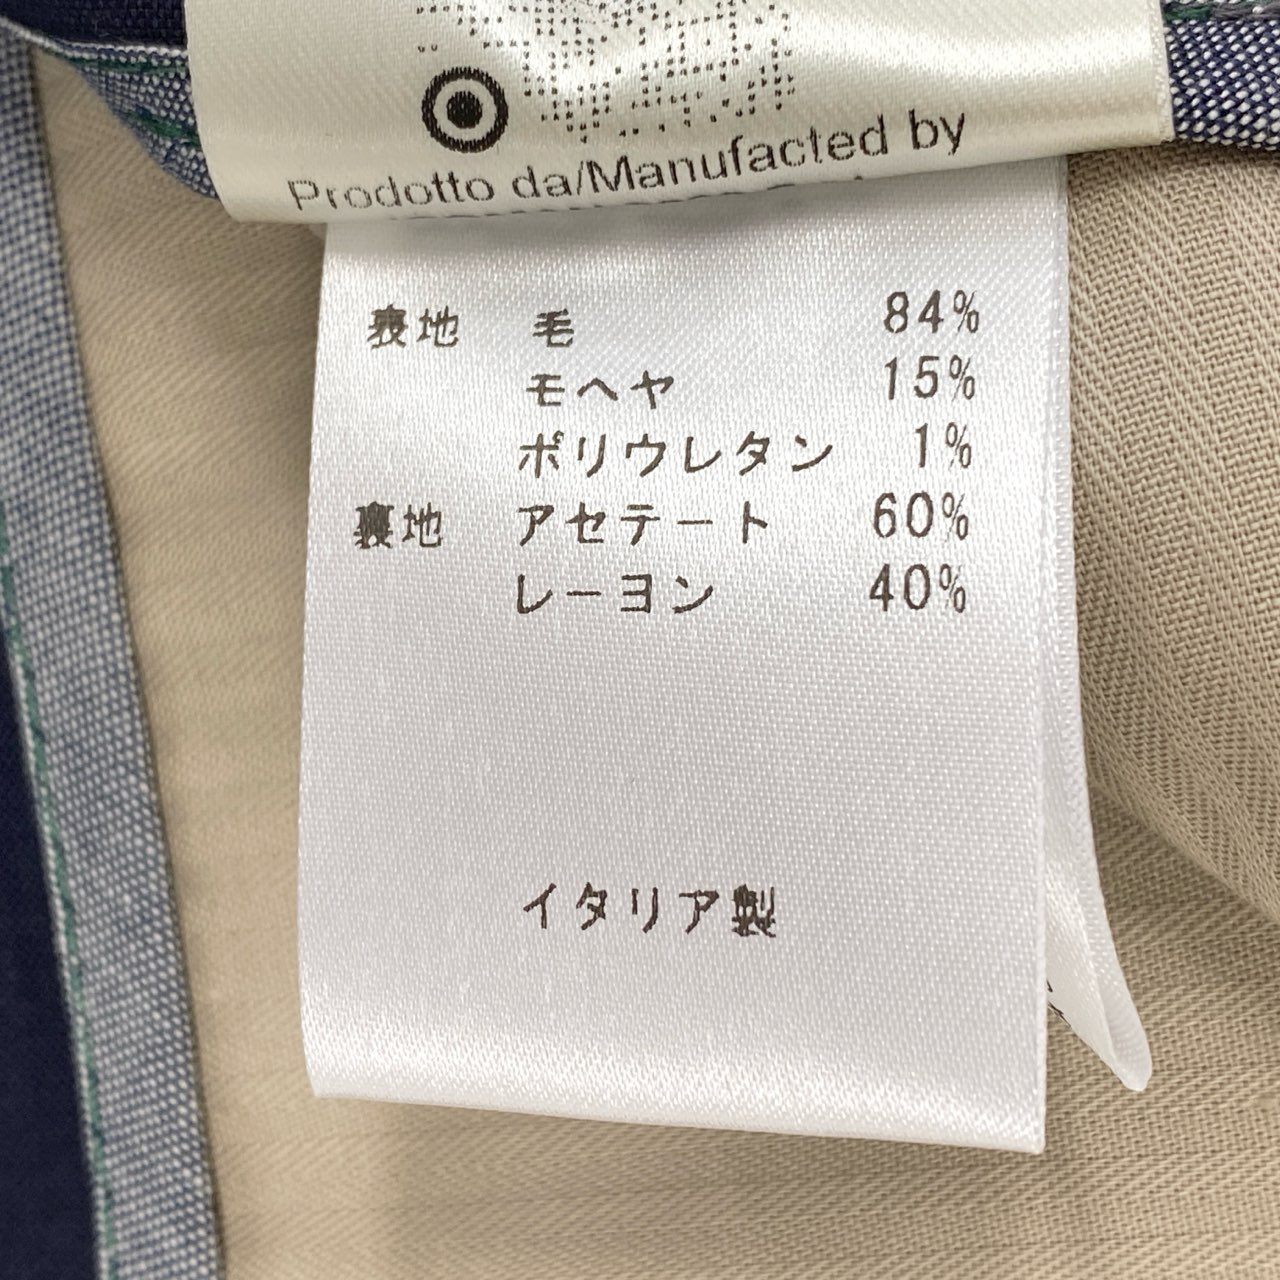 Prodotto da/Manufacted by
表地 毛 84%
モヘヤ 15%
ポリウレタン 1%
裏地 アセテート 60%
レーヨン 40%
イタリア製